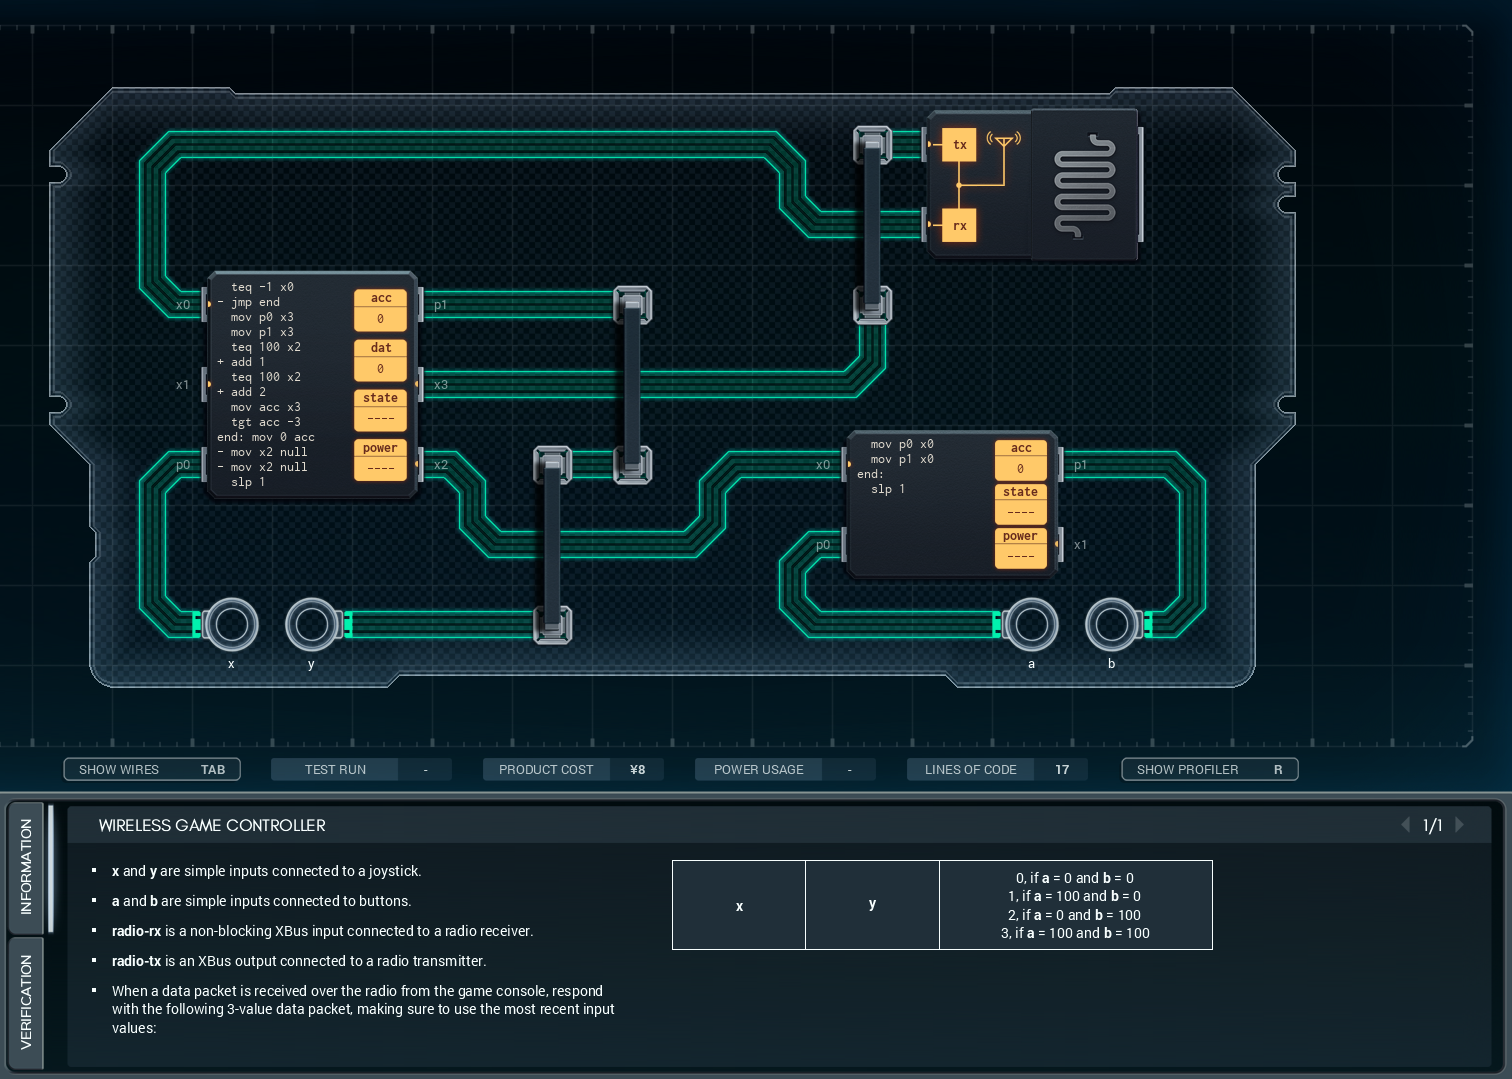 tx
rx
x0
p1
x1
x3
p0
x2
teq -1 x0
- jmp end
mov p0 x3
mov p1 x3
teq 100 x2
+ add 1
teq 100 x2
+ add 2
mov acc x3
tgt acc -3
end: mov 0 acc
- mov x2 null
- mov x2 null
slp 1
acc
0
dat
0
state
----
power
----
x0
p1
p0
x1
mov p0 x0
mov p1 x0
end:
slp 1
acc
0
state
----
power
----
x
y
a
b
SHOW WIRES TAB
TEST RUN -
PRODUCT COST ¥8
POWER USAGE -
LINES OF CODE 17
SHOW PROFILER R
INFORMATION
VERIFICATION
WIRELESS GAME CONTROLLER
1/1
▪ x and y are simple inputs connected to a joystick.
▪ a and b are simple inputs connected to buttons.
▪ radio-rx is a non-blocking XBus input connected to a radio receiver.
▪ radio-tx is an XBus output connected to a radio transmitter.
▪ When a data packet is received over the radio from the game console, respond
with the following 3-value data packet, making sure to use the most recent input
values:
x
y
0, if a = 0 and b = 0
1, if a = 100 and b = 0
2, if a = 0 and b = 100
3, if a = 100 and b = 100